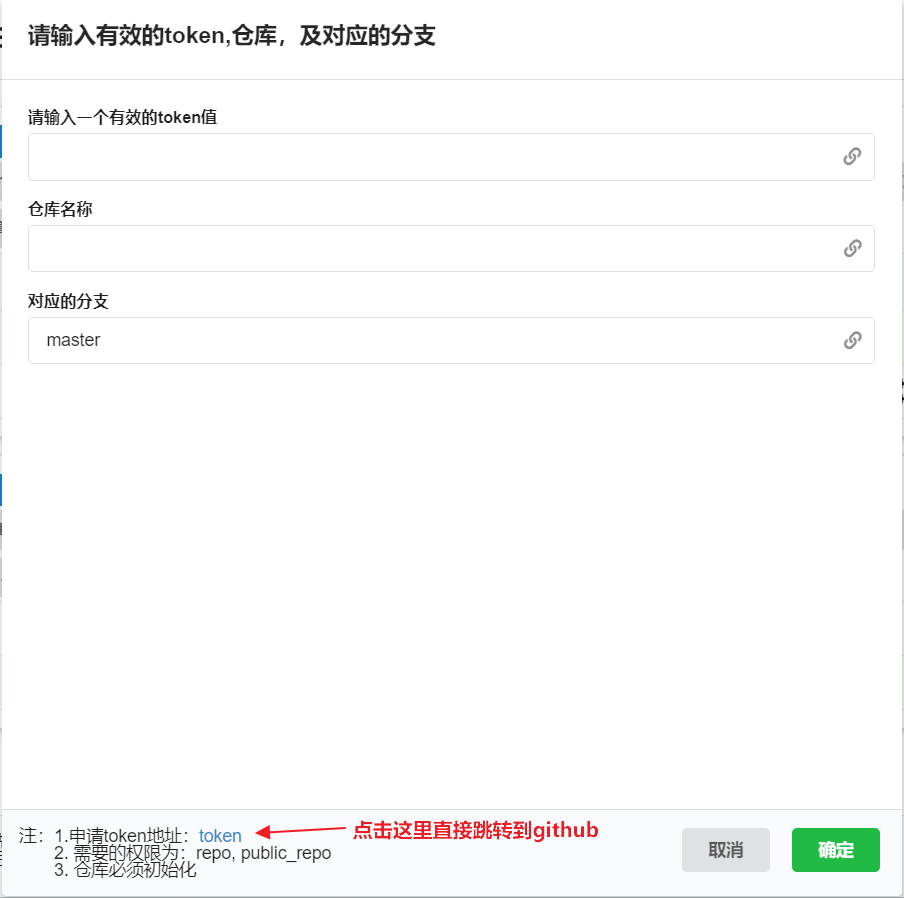 请输入有效的token,仓库，及对应的分支
请输入一个有效的token值
仓库名称
对应的分支
master
注：1.申请token地址：token
点击这里直接跳转到github
2. 需要的权限为：repo, public_repo
3. 仓库必须初始化
取消
确定